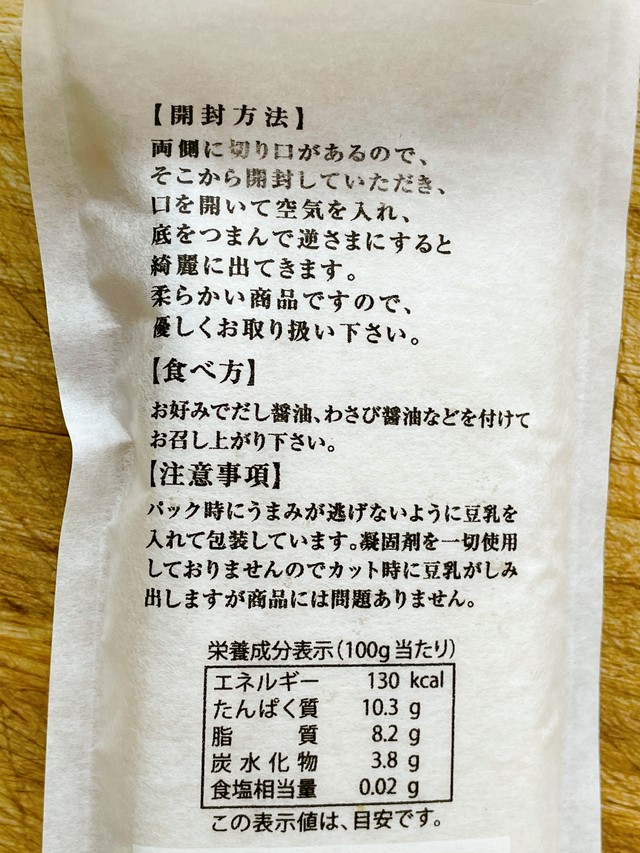 【開封方法】
両側に切り口があるので、
そこから開封していただき、
口を開いて空気を入れ、
底をつまんで逆さまにすると
綺麗に出てきます。
柔らかい商品ですので、
優しくお取り扱い下さい。
【食べ方】
お好みでだし醤油、わさび醤油などを付けて
お召し上がり下さい。
【注意事項】
パック時にうまみが逃げないように豆乳を
入れて包装しています。凝固剤を一切使用
しておりませんのでカット時に豆乳がしみ
出しますが商品には問題ありません。
栄養成分表示(100g当たり)
エネルギー 130 kcal
たんぱく質 10.3 g
脂質 8.2 g
炭水化物 3.8 g
食塩相当量 0.02 g
この表示値は、目安です。